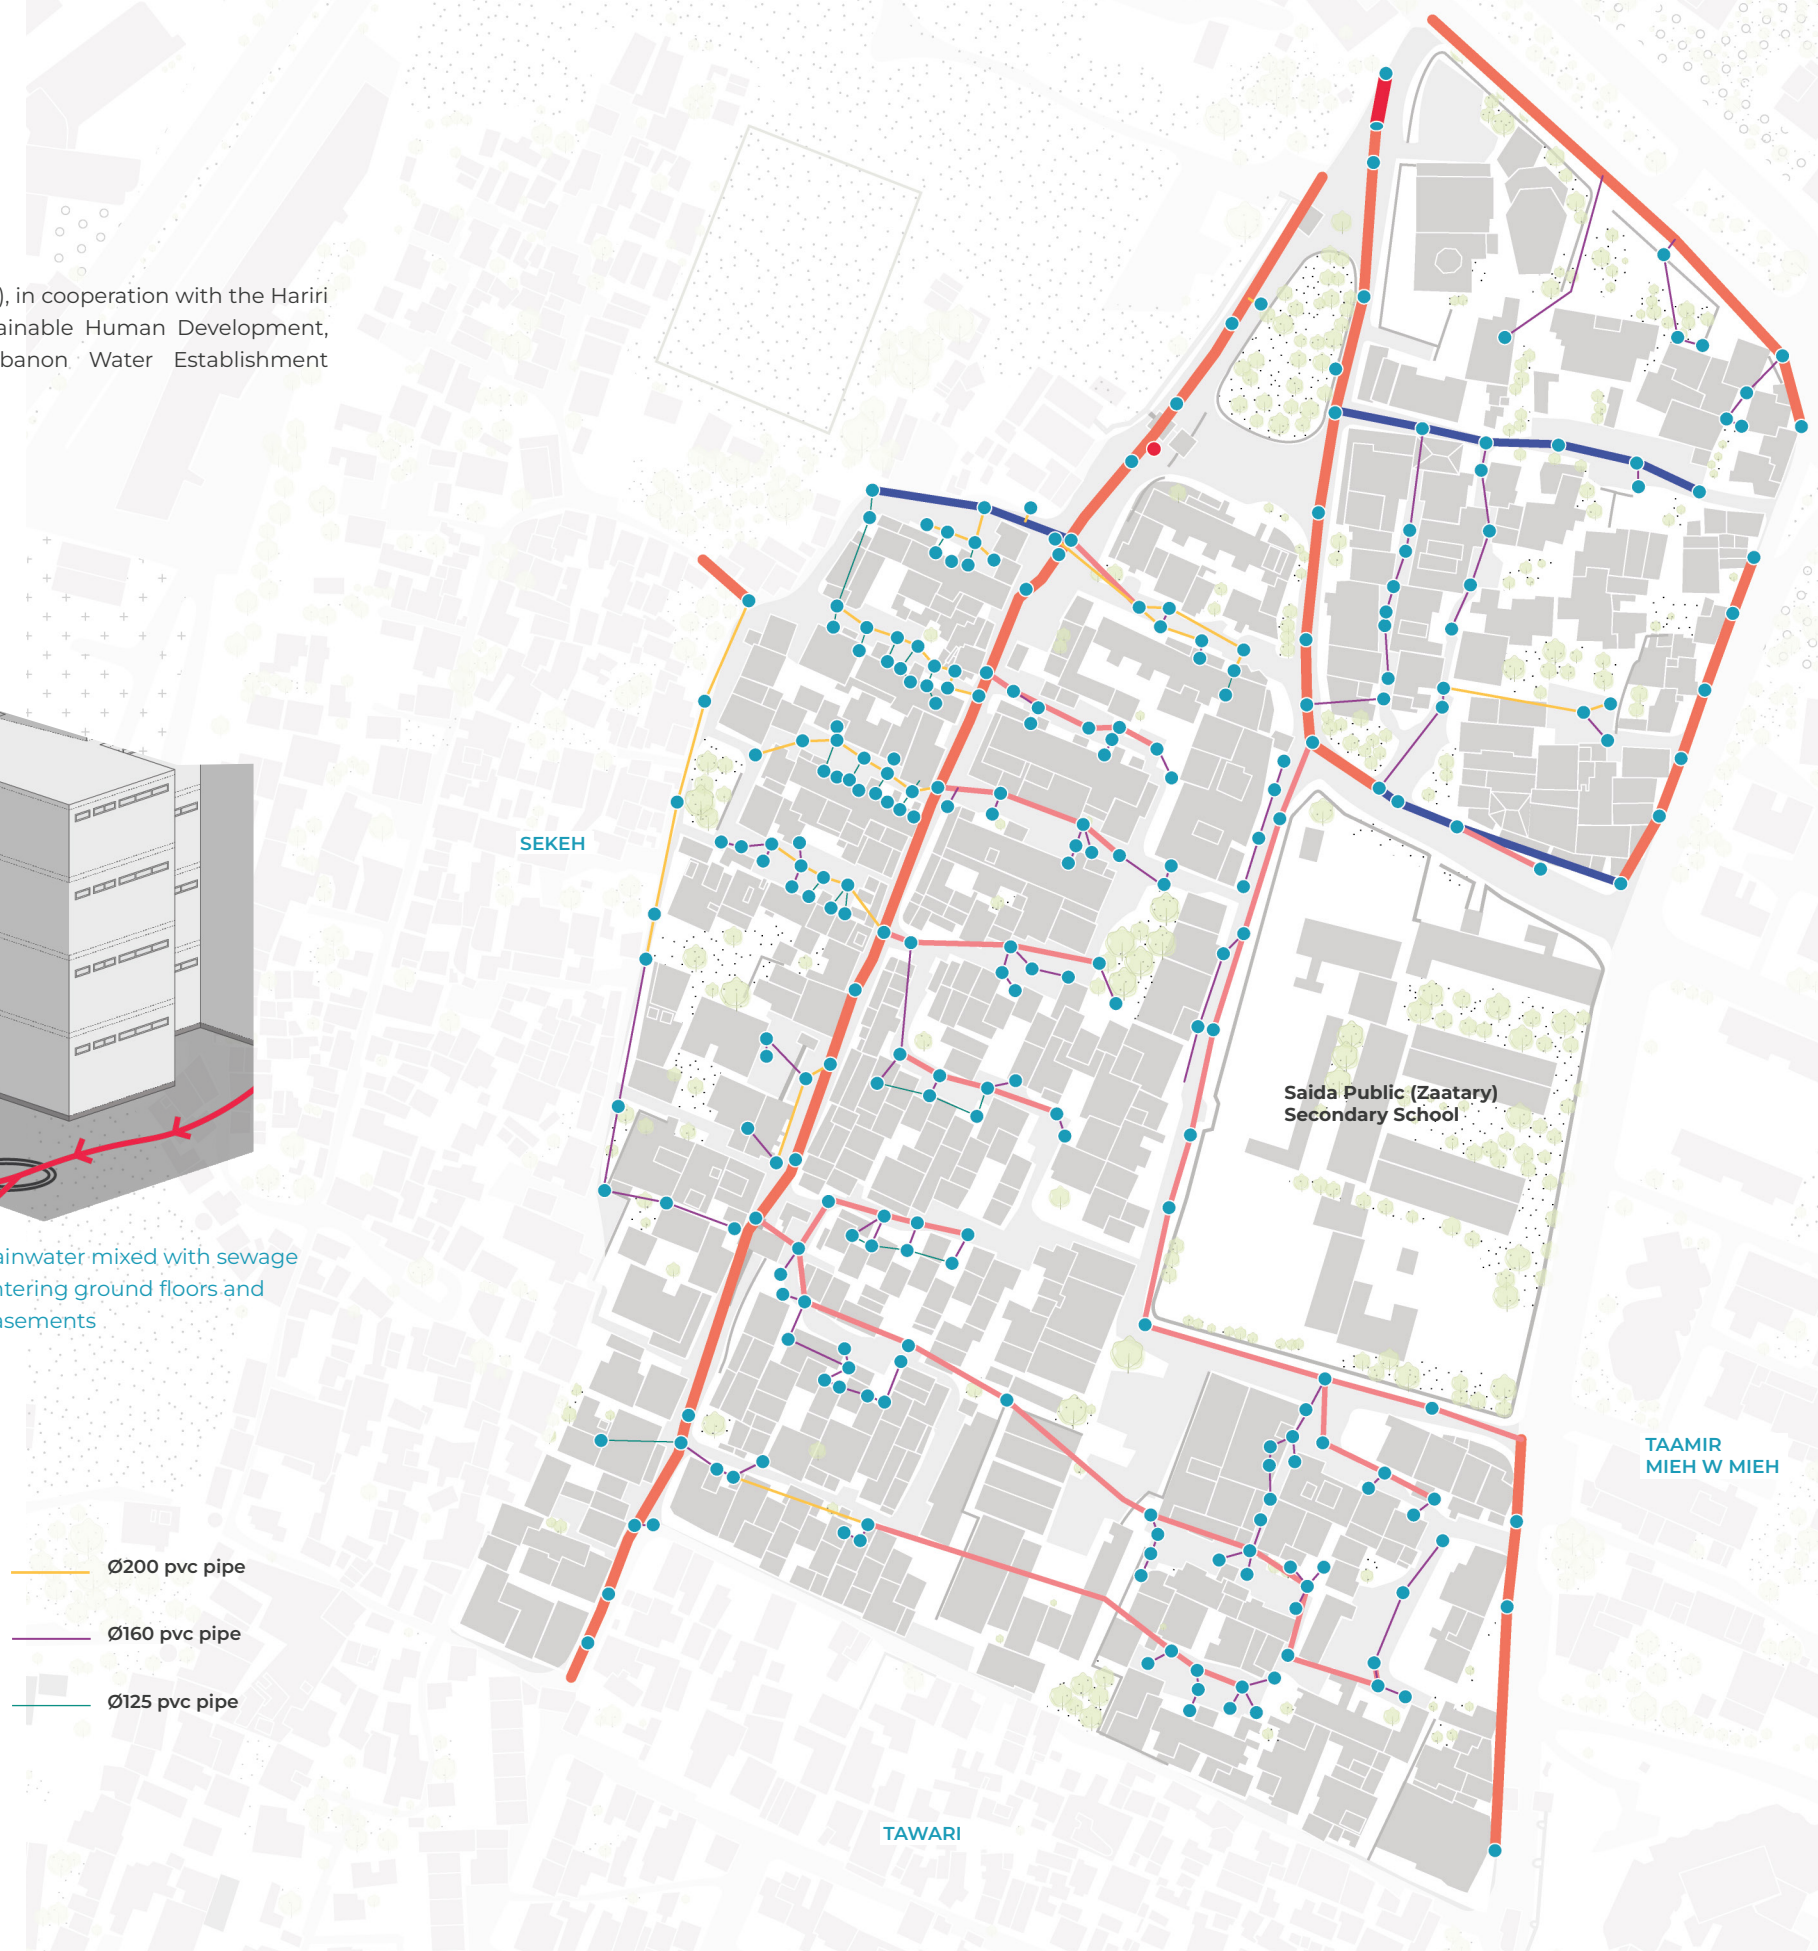 ), in cooperation with the Hariri
ainable Human Development,
banon Water Establishment
SEKEH
Saida Public (Zaatary)
Secondary School
ainwater mixed with sewage
ntering ground floors and
asements
TAAMIR
MIEH W MIEH
Ø200 pvc pipe
Ø160 pvc pipe
Ø125 pvc pipe
TAWARI